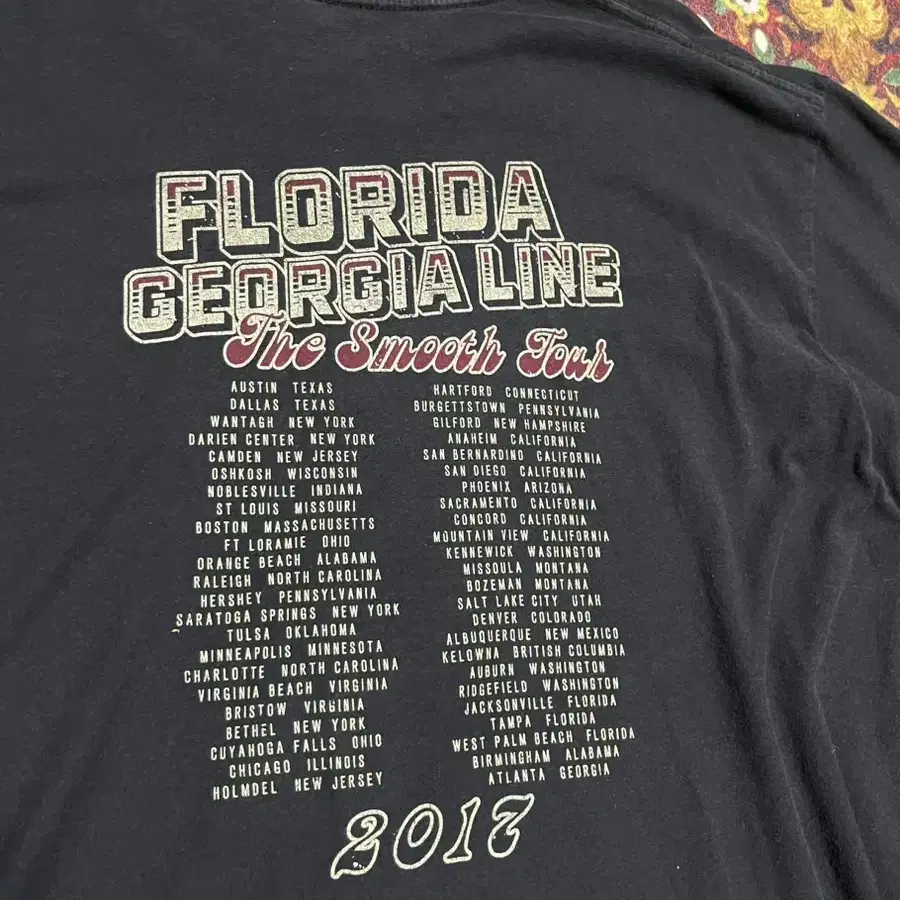 FLORIDA
GEORGIA LINE
The Smooth Tour
AUSTIN TEXAS
DALLAS TEXAS
WANTAGH NEW YORK
DARIEN CENTER NEW YORK
CAMDEN NEW JERSEY
OSHKOSH WISCONSIN
NOBLESVILLE INDIANA
ST LOUIS MISSOURI
BOSTON MASSACHUSETTS
FT LORAMIE OHIO
ORANGE BEACH ALABAMA
RALEIGH NORTH CAROLINA
HERSHEY PENNSYLVANIA
SARATOGA SPRINGS NEW YORK
TULSA OKLAHOMA
MINNEAPOLIS MINNESOTA
CHARLOTTE NORTH CAROLINA
VIRGINIA BEACH VIRGINIA
BRISTOW VIRGINIA
BETHEL NEW YORK
CUYAHOGA FALLS OHIO
CHICAGO ILLINOIS
HOLMDEL NEW JERSEY
HARTFORD CONNECTICUT
BURGETTSTOWN PENNSYLVANIA
GILFORD NEW HAMPSHIRE
ANAHEIM CALIFORNIA
SAN BERNARDINO CALIFORNIA
SAN DIEGO CALIFORNIA
PHOENIX ARIZONA
SACRAMENTO CALIFORNIA
CONCORD CALIFORNIA
MOUNTAIN VIEW CALIFORNIA
KENNEWICK WASHINGTON
MISSOULA MONTANA
BOZEMAN MONTANA
SALT LAKE CITY UTAH
DENVER COLORADO
ALBUQUERQUE NEW MEXICO
KELOWNA BRITISH COLUMBIA
AUBURN WASHINGTON
RIDGEFIELD WASHINGTON
JACKSONVILLE FLORIDA
TAMPA FLORIDA
WEST PALM BEACH FLORIDA
BIRMINGHAM ALABAMA
ATLANTA GEORGIA
2017